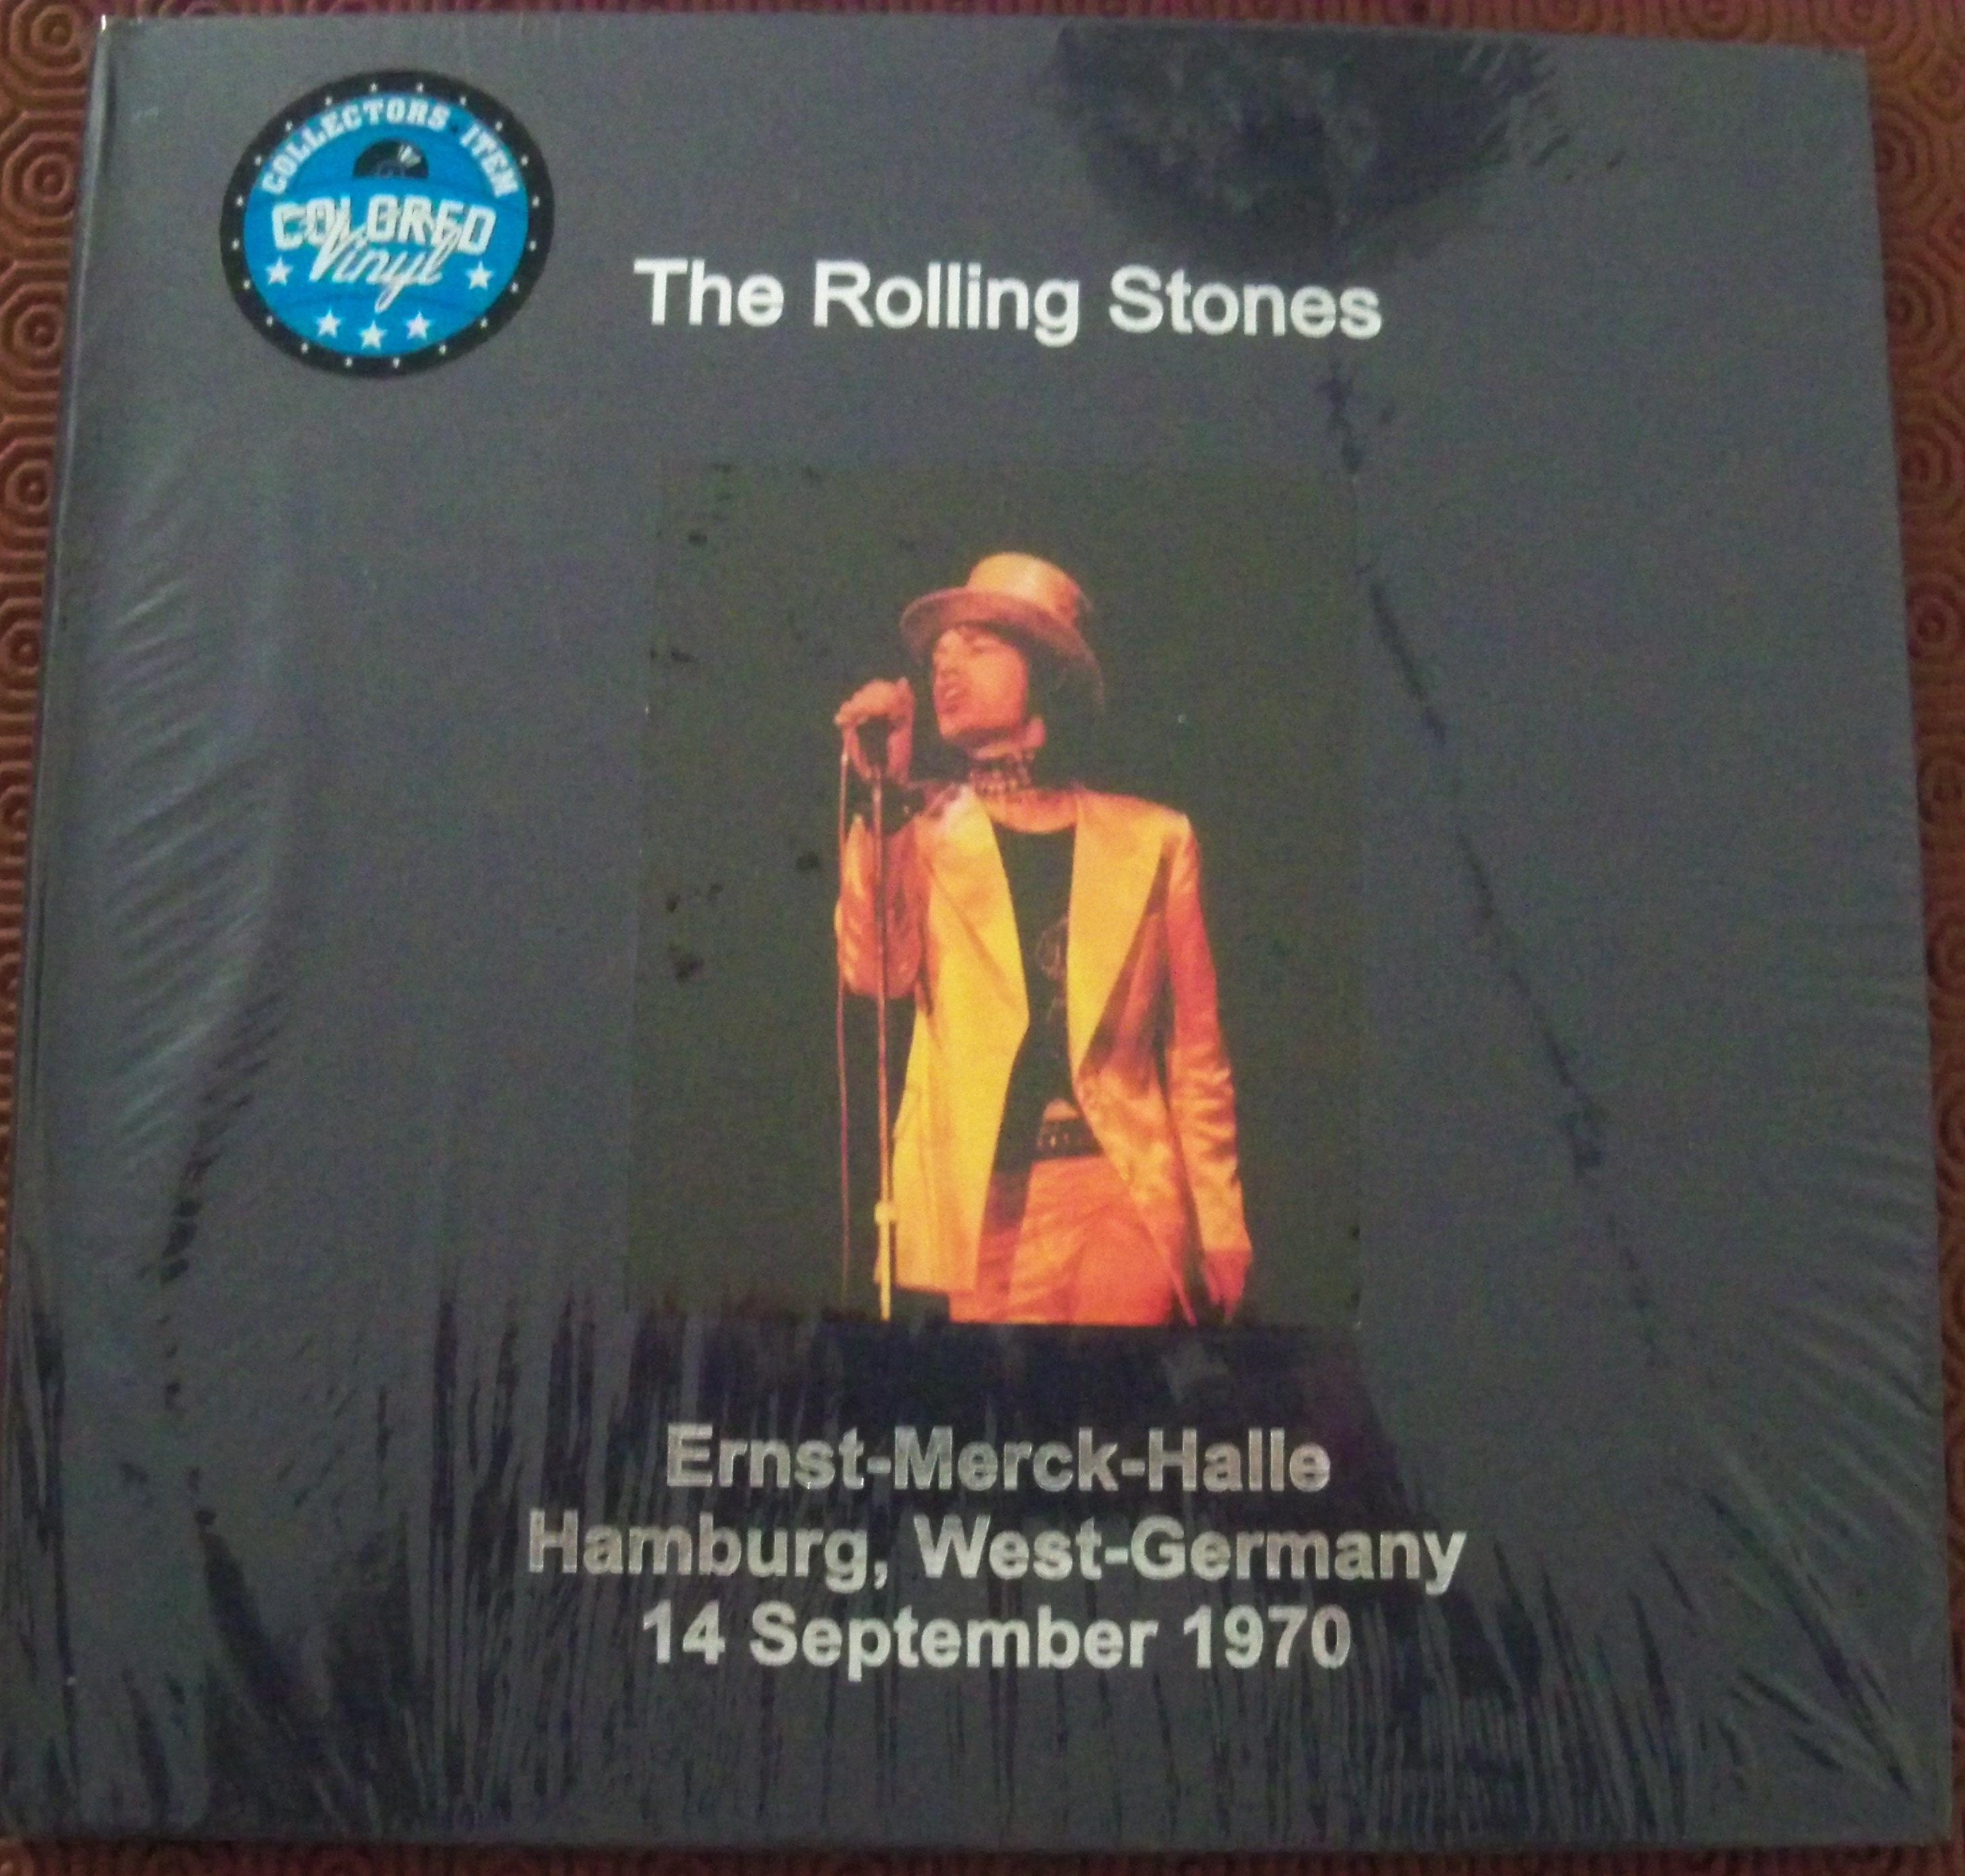 COLLECTORS ITEM
COLORED
Vinyl
The Rolling Stones
Ernst-Merck-Halle
Hamburg, West-Germany
14 September 1970